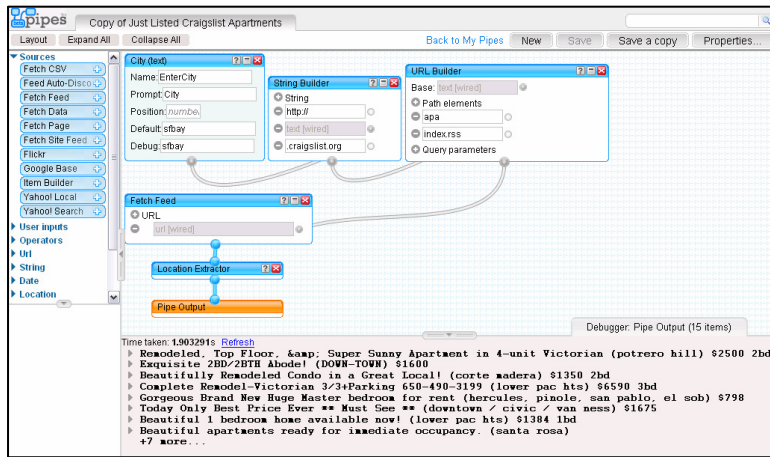 pipes Copy of Just Listed Craigslist Apartments
Layout Expand All Collapse All Back to My Pipes New Save Save a copy Properties...
Sources
Fetch CSV
Feed Auto-Disco
Fetch Feed
Fetch Data
Fetch Page
Fetch Site Feed
Flickr
Google Base
Item Builder
Yahoo! Local
Yahoo! Search
User inputs
Operators
Url
String
Date
Location
City (text)
Name: EnterCity
Prompt: City
Position: number
Default: sfbay
Debug: sfbay
String Builder
String
http://
text [wired]
.craigslist.org
URL Builder
Base: text [wired]
Path elements
apa
index.rss
Query parameters
Fetch Feed
URL
url [wired]
Location Extractor
Pipe Output
Debugger: Pipe Output (15 items)
Time taken: 1.903291s Refresh
Remodeled, Top Floor, &amp; Super Sunny Apartment in 4-unit Victorian (potrero hill) $2500 2bd
Exquisite 2BD/2BTH Abode! (DOWN-TOWN) $1600
Beautifully Remodeled Condo in a Great Local! (corte madera) $1350 2bd
Complete Remodel-Victorian 3/3+Parking 650-490-3199 (lower pac hts) $6590 3bd
Gorgeous Brand New Huge Master bedroom for rent (hercules, pinole, san pablo, el sob) $798
Today Only Best Price Ever ** Must See ** (downtown / civic / van ness) $1675
Beautiful 1 bedroom home available now! (lower pac hts) $1384 1bd
Beautiful apartments ready for immediate occupancy. (santa rosa)
+7 more...